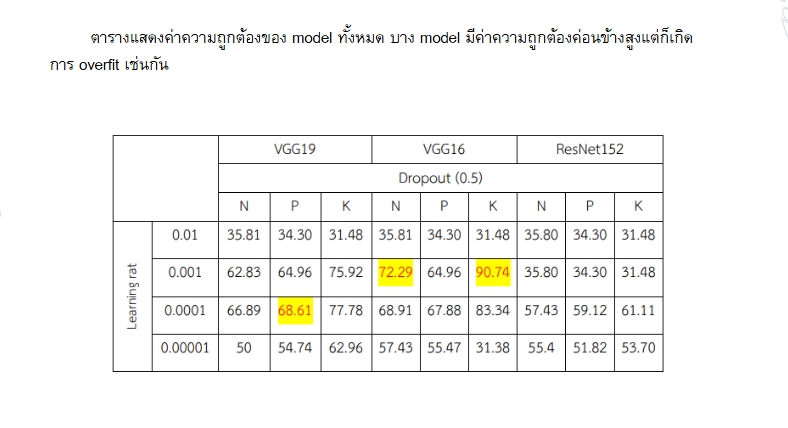 ตารางแสดงค่าความถูกต้องของ model ทั้งหมด บาง model มีค่าความถูกต้องค่อนข้างสูงแต่ก็เกิด
การ overfit เช่นกัน
VGG19 VGG16 ResNet152
Dropout (0.5)
N P K N P K N P K
Learning rat
0.01 35.81 34.30 31.48 35.81 34.30 31.48 35.80 34.30 31.48
0.001 62.83 64.96 75.92 72.29 64.96 90.74 35.80 34.30 31.48
0.0001 66.89 68.61 77.78 68.91 67.88 83.34 57.43 59.12 61.11
0.00001 50 54.74 62.96 57.43 55.47 31.38 55.4 51.82 53.70